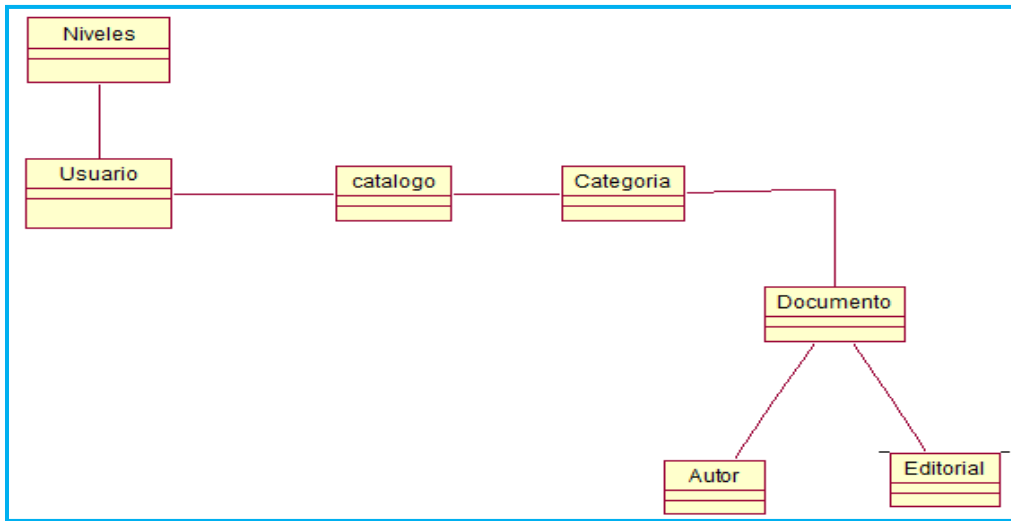 Niveles
Usuario
catalogo
Categoria
Documento
Autor
Editorial